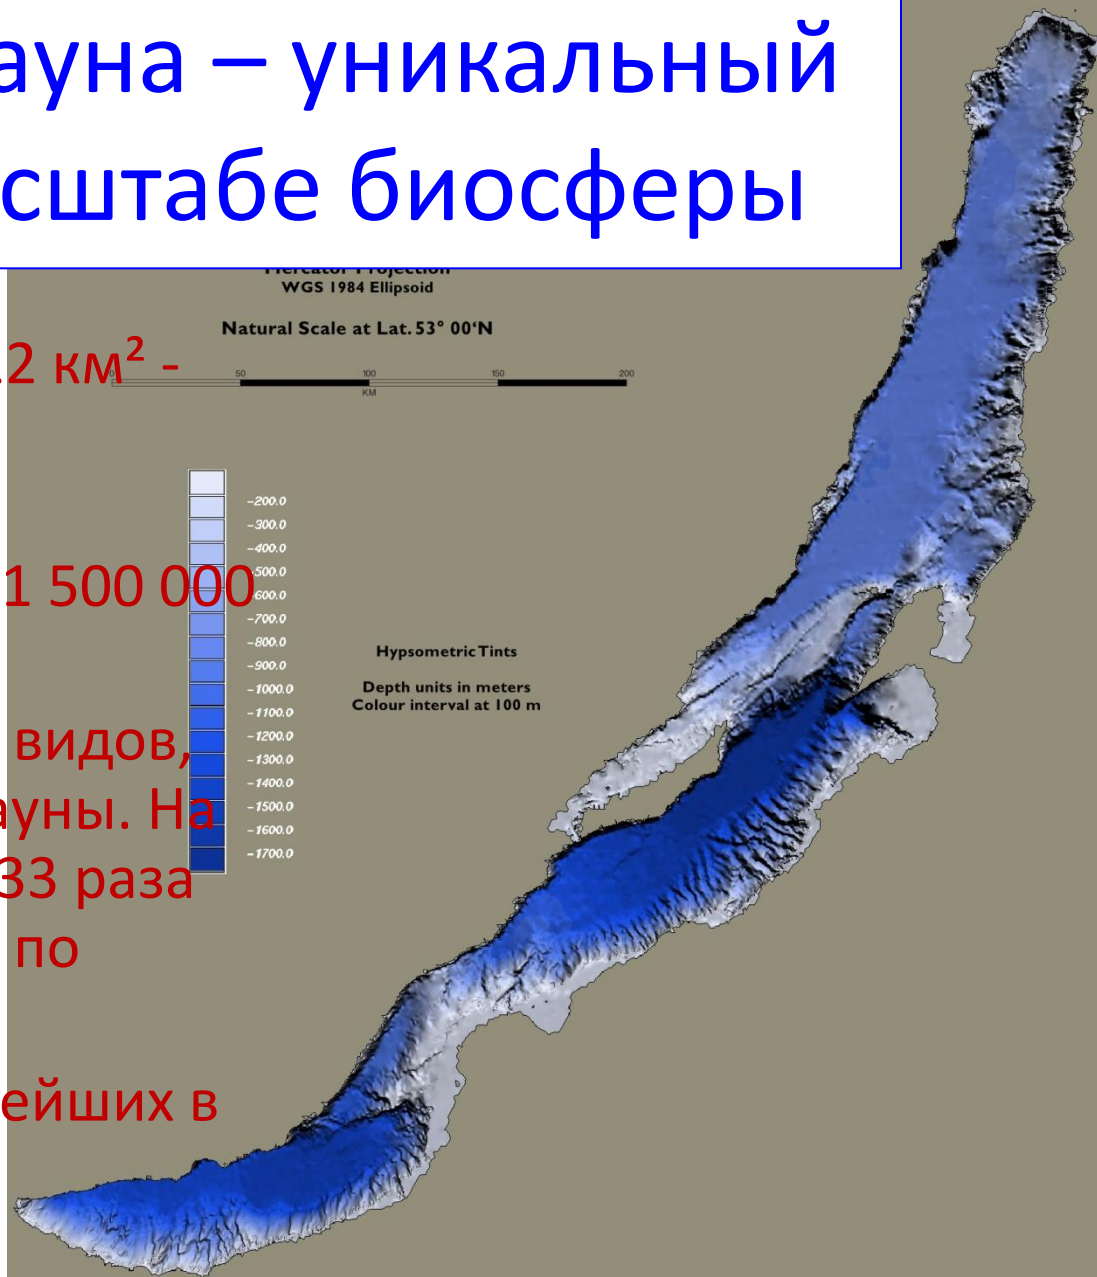 ауна – уникальный
сштабе биосферы
Mercator Projection
WGS 1984 Ellipsoid
Natural Scale at Lat. 53° 00'N
2 км² -
0 50 100 150 200
KM
-200.0
-300.0
-400.0
-500.0
-600.0
-700.0
-800.0
-900.0
-1000.0
-1100.0
-1200.0
-1300.0
-1400.0
-1500.0
-1600.0
-1700.0
1 500 000
Hypsometric Tints
Depth units in meters
Colour interval at 100 m
видов,
ауны. На
33 раза
по
ейших в